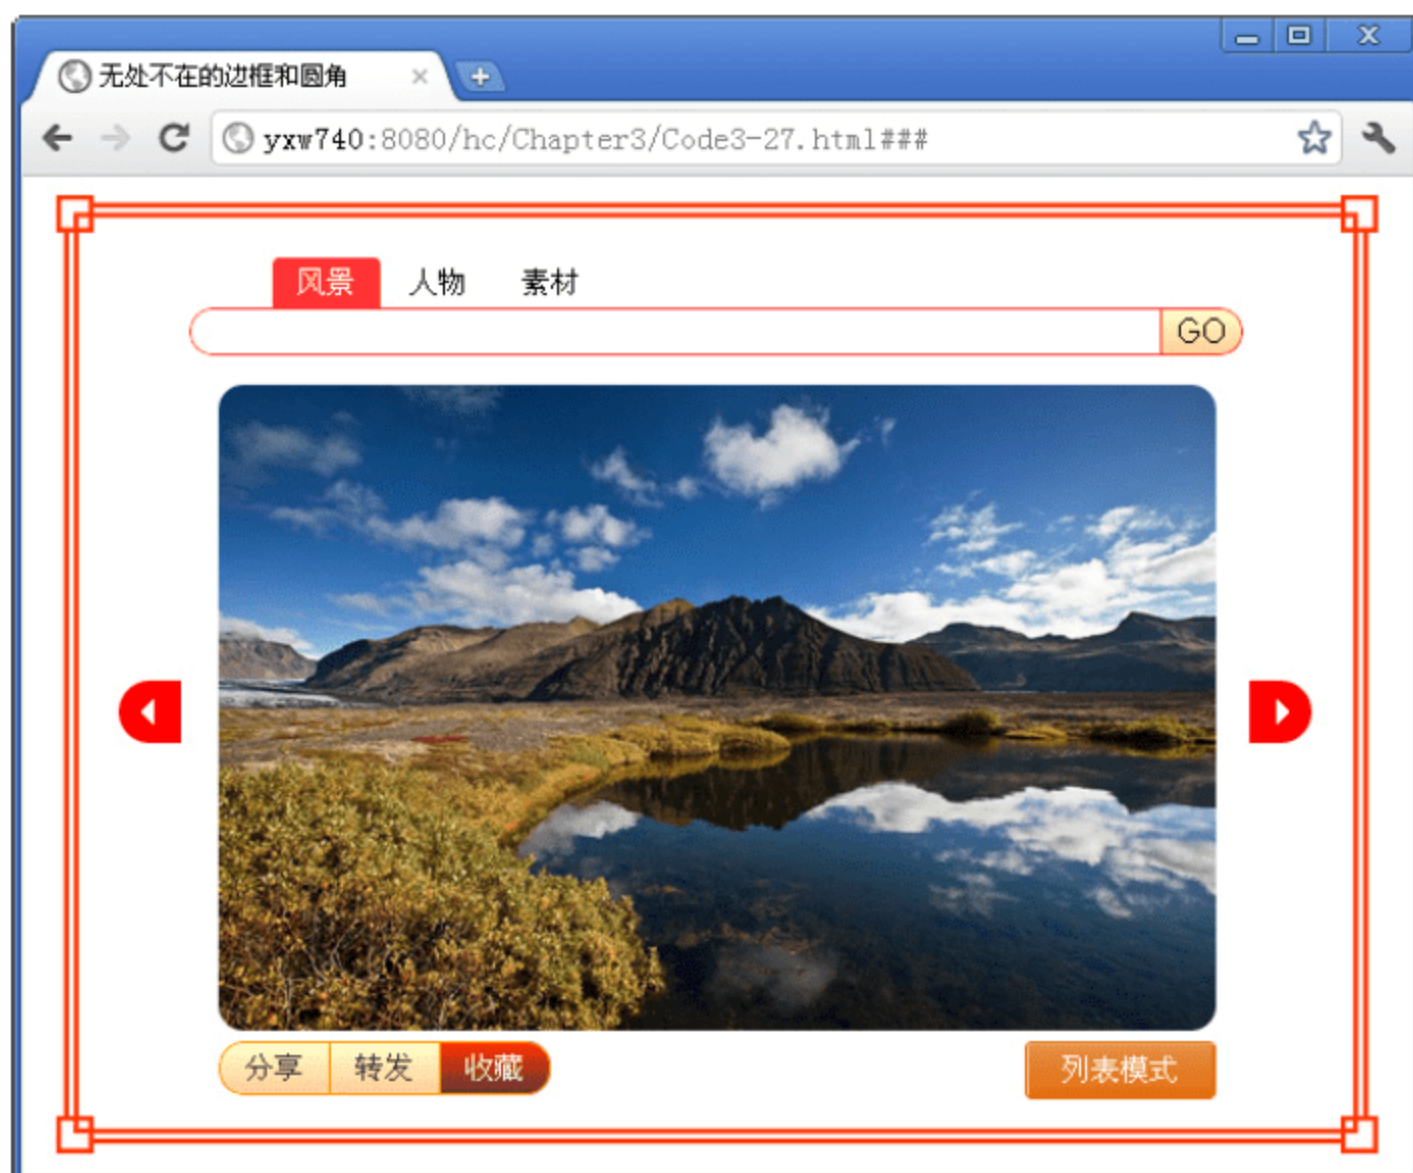 无处不在的边框和圆角
yxw740:8080/hc/Chapter3/Code3-27.html###
风景 人物 素材
GO
分享 转发 收藏 列表模式